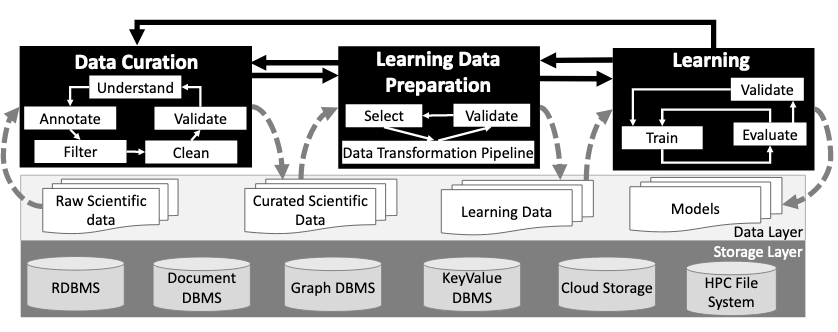 Data Curation
Understand
Annotate
Validate
Filter
Clean
Learning Data
Preparation
Select
Validate
Data Transformation Pipeline
Learning
Validate
Train
Evaluate
Raw Scientific
data
Curated Scientific
Data
Learning Data
Models
Data Layer
Storage Layer
RDBMS
Document
DBMS
Graph DBMS
KeyValue
DBMS
Cloud Storage
HPC File
System